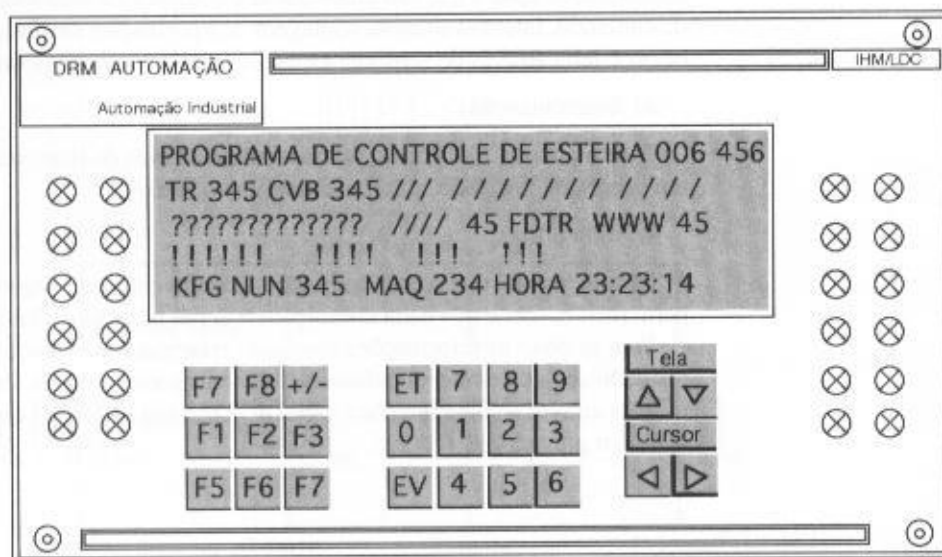 DRM AUTOMAÇÃO
Automação Industrial
IHM/LDC
PROGRAMA DE CONTROLE DE ESTEIRA 006 456
TR 345 CVB 345 /// / / / / / / / / / / /
????????????? //// 45 FDTR WWW 45
!!!!!! !!!! !!! !!!
KFG NUN 345 MAQ 234 HORA 23:23:14
F7 F8 +/- ET 7 8 9 Tela
F1 F2 F3 0 1 2 3 Cursor
F5 F6 F7 EV 4 5 6